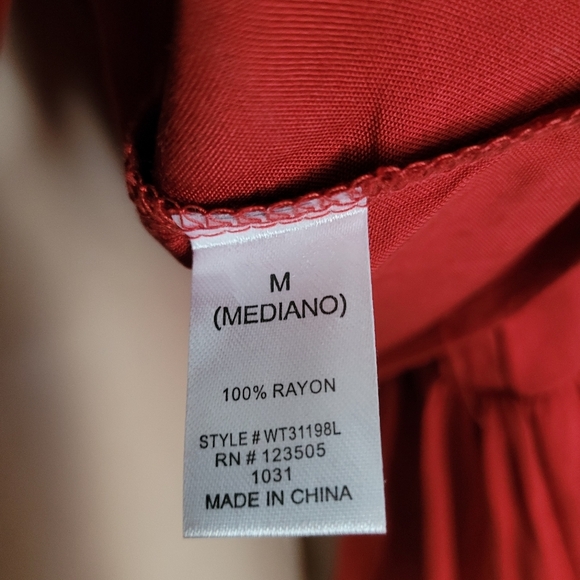 M
(MEDIANO)
100% RAYON
STYLE # WT31198L
RN # 123505
1031
MADE IN CHINA